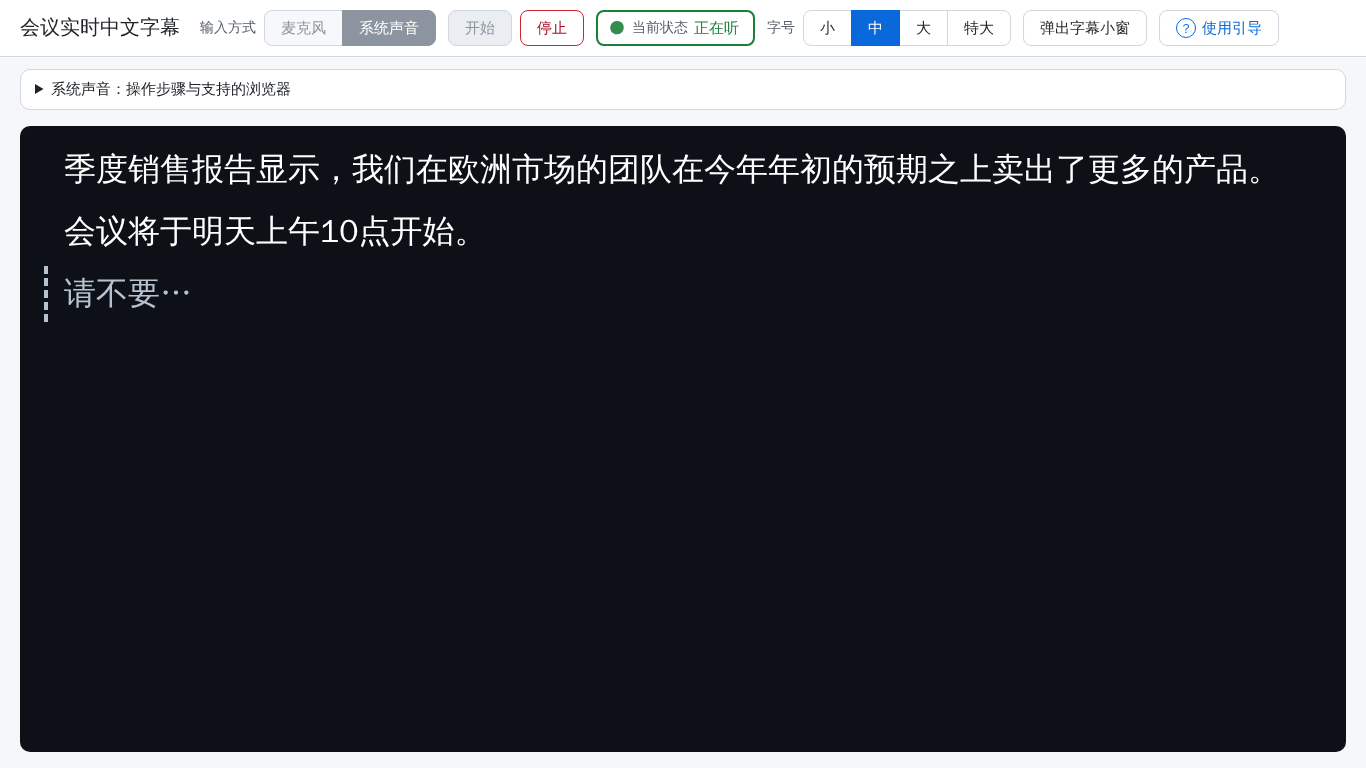 会议实时中文字幕 输入方式 麦克风 系统声音 开始 停止 当前状态 正在听 字号 小 中 大 特大 弹出字幕小窗 ? 使用引导
系统声音：操作步骤与支持的浏览器
季度销售报告显示，我们在欧洲市场的团队在今年年初的预期之上卖出了更多的产品。
会议将于明天上午10点开始。
请不要…